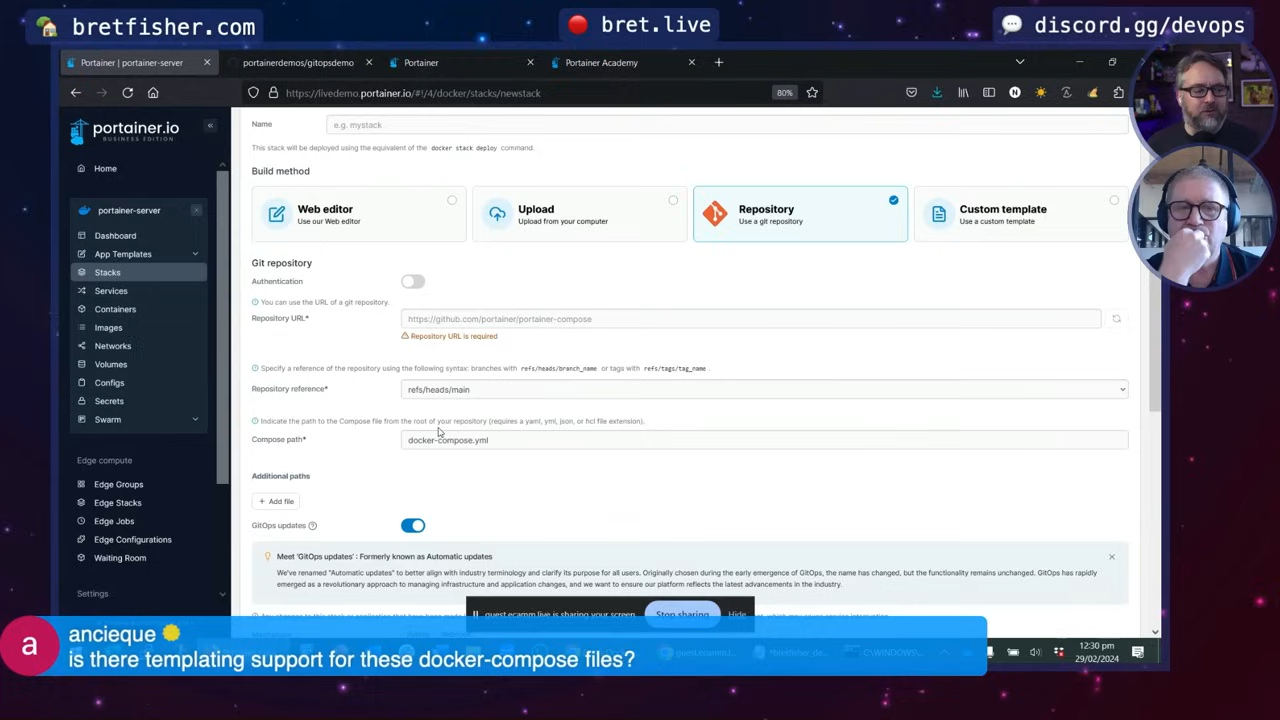 bretfisher.com
bret.live
discord.gg/devops
Portainer | portainer-server
portainerdemos/gitopsdemo
Portainer
Portainer Academy
https://livedemo.portainer.io/#!/4/docker/stacks/newstack
80%
portainer.io
BUSINESS EDITION
Home
portainer-server
Dashboard
App Templates
Stacks
Services
Containers
Images
Networks
Volumes
Configs
Secrets
Swarm
Edge compute
Edge Groups
Edge Stacks
Edge Jobs
Edge Configurations
Waiting Room
Settings
Name
e.g. mystack
This stack will be deployed using the equivalent of the docker stack deploy command.
Build method
Web editor
Use our Web editor
Upload
Upload from your computer
Repository
Use a git repository
Custom template
Use a custom template
Git repository
Authentication
You can use the URL of a git repository.
Repository URL*
https://github.com/portainer/portainer-compose
Repository URL is required
Specify a reference of the repository using the following syntax: branches with refs/heads/branch_name or tags with refs/tags/tag_name .
Repository reference*
refs/heads/main
Indicate the path to the Compose file from the root of your repository (requires a yaml, yml, json, or hcl file extension).
Compose path*
docker-compose.yml
Additional paths
+ Add file
GitOps updates
Meet 'GitOps updates' : Formerly known as Automatic updates
We've renamed "Automatic updates" to better align with industry terminology and clarify its purpose for all users. Originally chosen during the early emergence of GitOps, the name has changed, but the functionality remains unchanged. GitOps has rapidly
emerged as a revolutionary approach to managing infrastructure and application changes, and we want to ensure our platform reflects the latest advancements in the industry.
guest.ecamm.live is sharing your screen.
Stop sharing
Hide
a
ancieque
is there templating support for these docker-compose files?
12:30 pm
29/02/2024